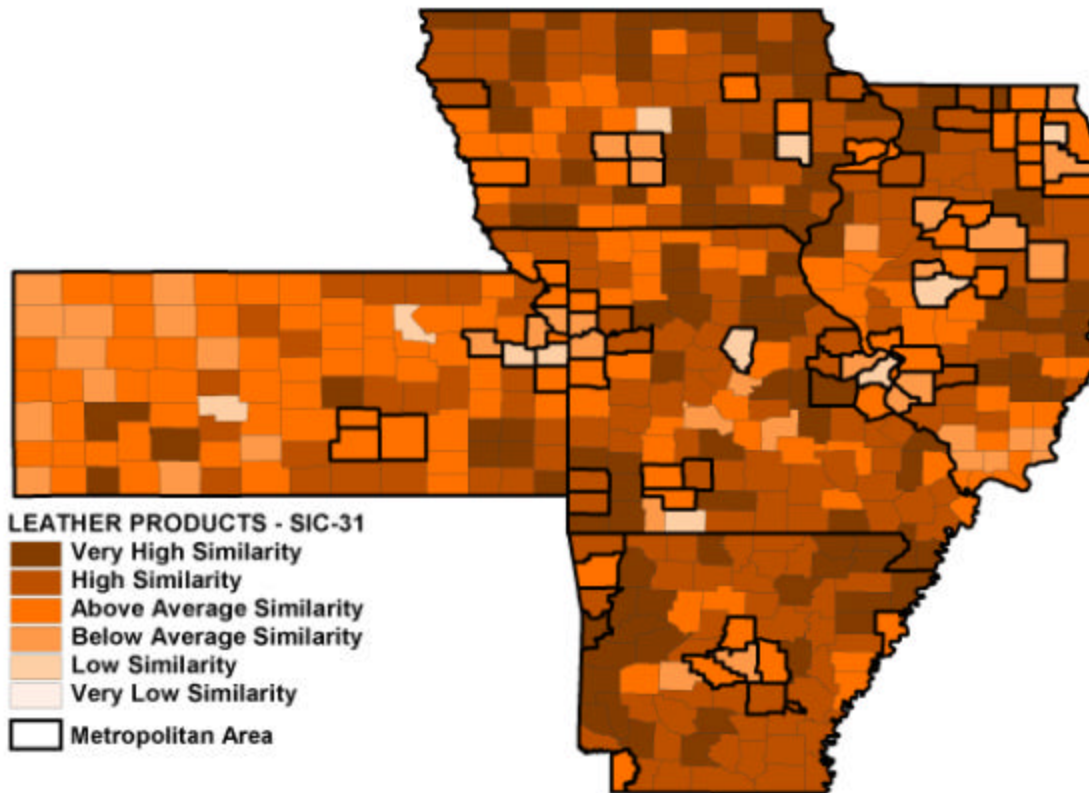 LEATHER PRODUCTS - SIC-31
Very High Similarity
High Similarity
Above Average Similarity
Below Average Similarity
Low Similarity
Very Low Similarity
Metropolitan Area